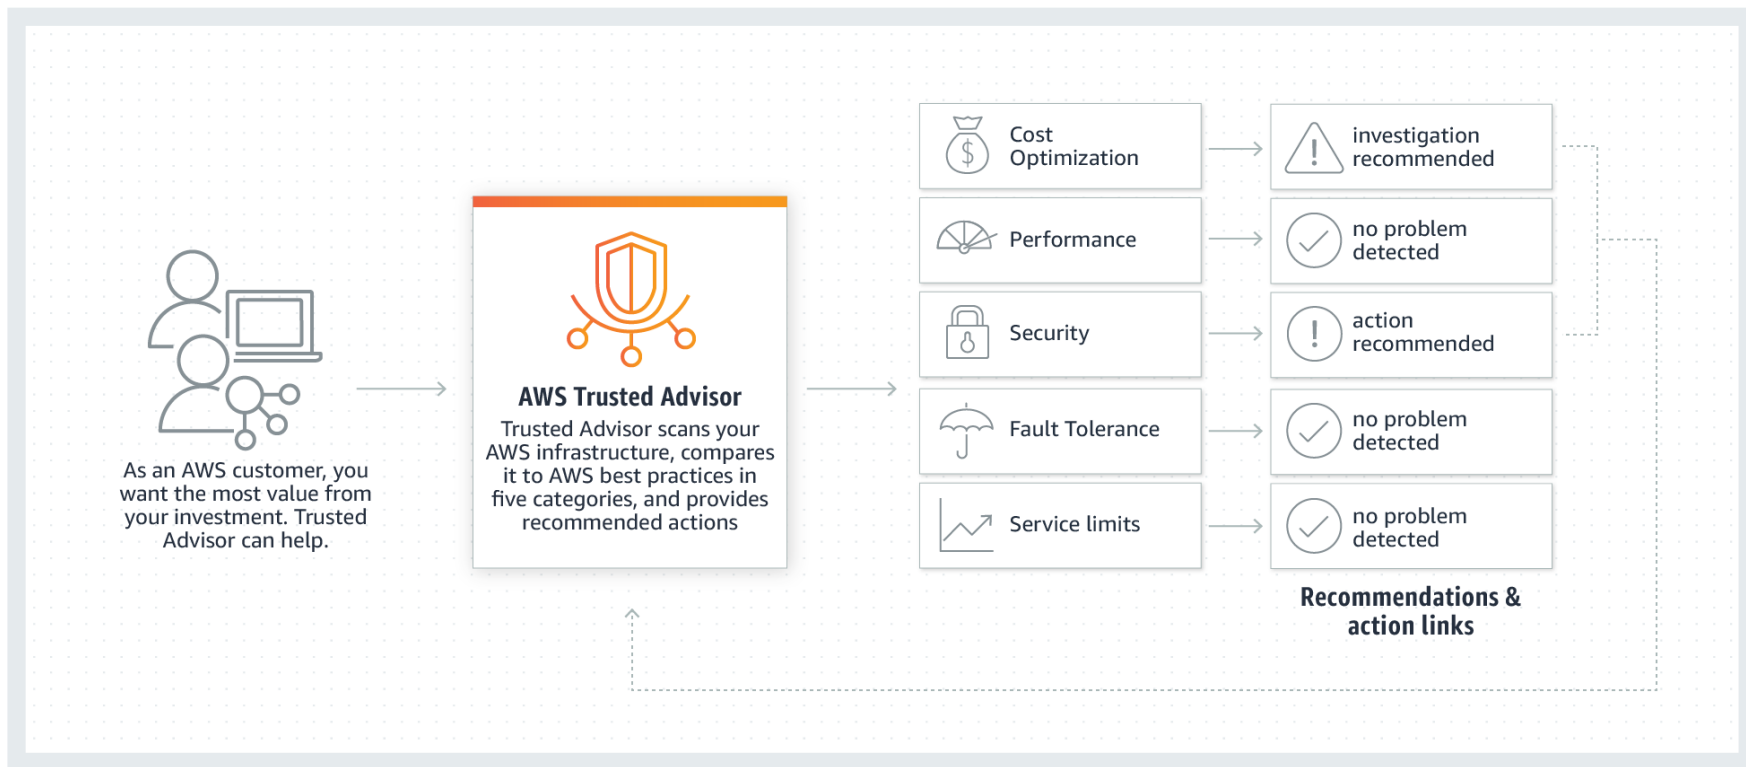 As an AWS customer, you
want the most value from
your investment. Trusted
Advisor can help.
AWS Trusted Advisor
Trusted Advisor scans your
AWS infrastructure, compares
it to AWS best practices in
five categories, and provides
recommended actions
Cost
Optimization
investigation
recommended
Performance
no problem
detected
Security
action
recommended
Fault Tolerance
no problem
detected
Service limits
no problem
detected
Recommendations &
action links